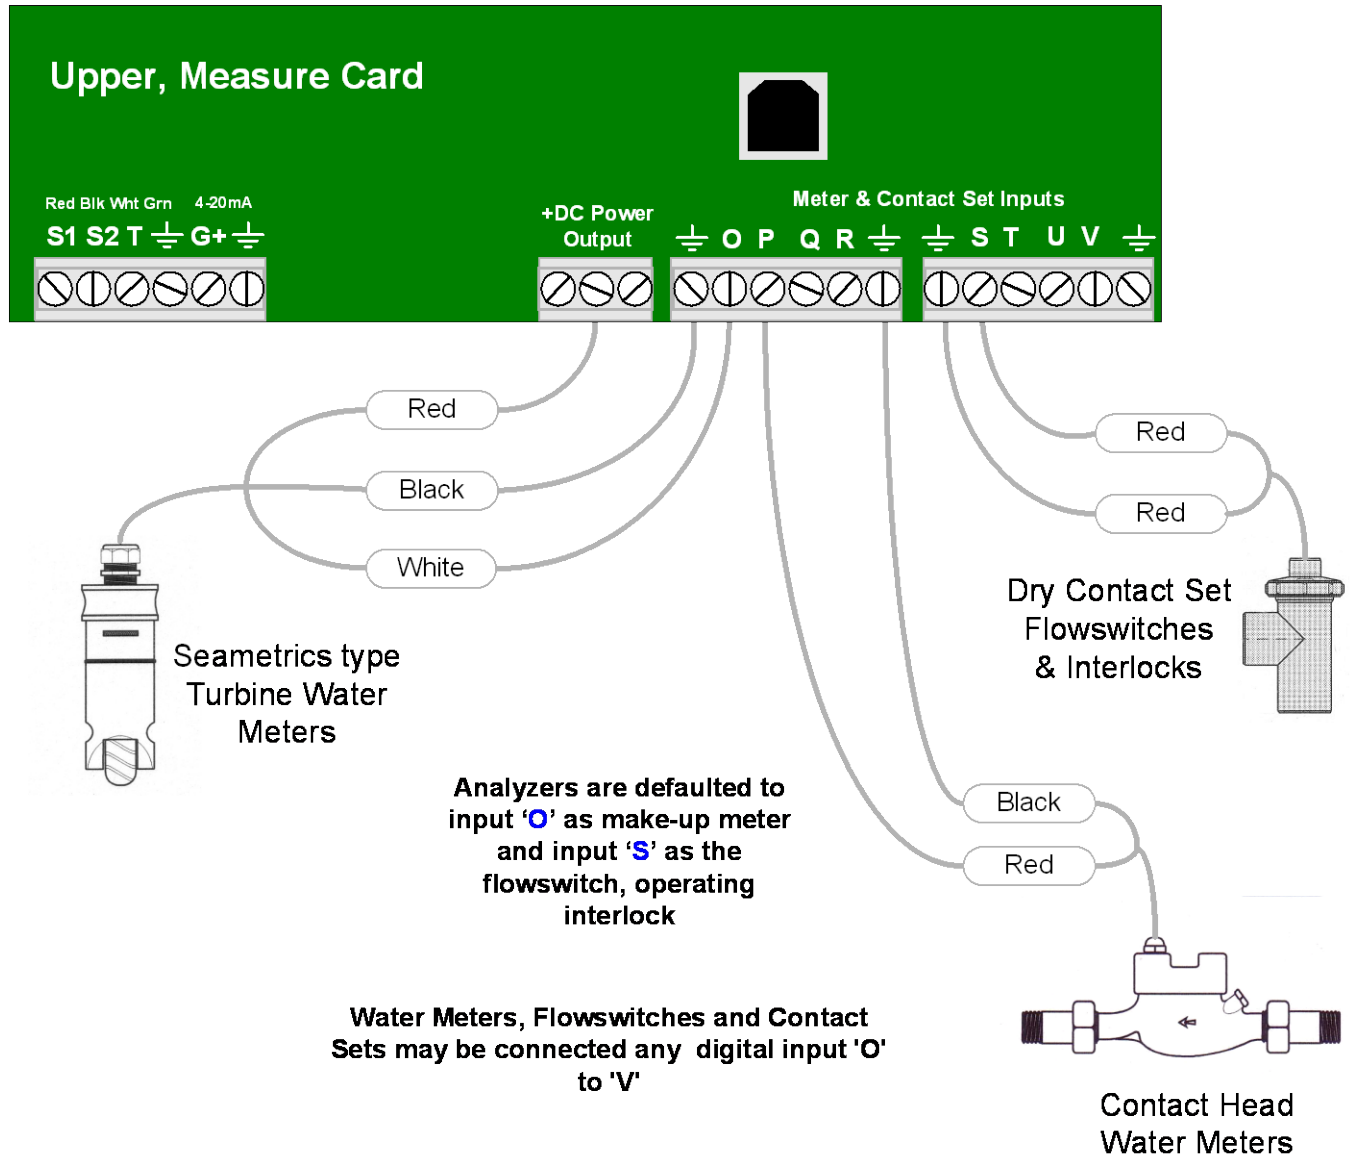 Upper, Measure Card
Meter & Contact Set Inputs
Red Blk Wht Grn 4-20mA
+DC Power
Output
S1 S2 T ⏚ G+ ⏚
⏚ O P Q R ⏚
⏚ S T U V ⏚
Red
Black
White
Red
Red
Seametrics type
Turbine Water
Meters
Dry Contact Set
Flowswitches
& Interlocks
Analyzers are defaulted to
input ‘O’ as make-up meter
and input ‘S’ as the
flowswitch, operating
interlock
Black
Red
Water Meters, Flowswitches and Contact
Sets may be connected any digital input 'O'
to 'V'
Contact Head
Water Meters